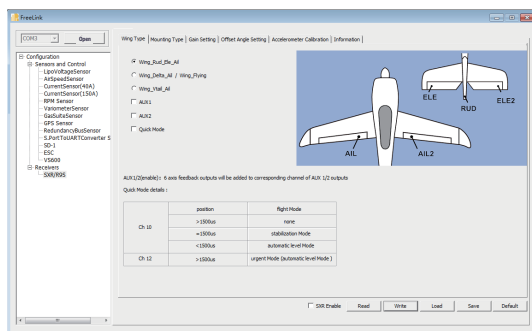 FreeLink
COM3
Open
Configuration
Sensors and Control
LipoVoltageSensor
AirSpeedSensor
CurrentSensor(40A)
CurrentSensor(150A)
RPM Sensor
VariometerSensor
GasSuiteSensor
GPS Sensor
RedundancyBusSensor
S.PortToUARTConverter S
SD-1
ESC
VS600
Receivers
SXR/R9S
Wing Type
Mounting Type
Gain Setting
Offset Angle Setting
Accelerometer Calibration
Information
Wing_Rud_Ele_Ail
Wing_Delta_Ail / Wing_Flying
Wing_Vtail_Ail
AUX1
AUX2
Quick Mode
ELE
RUD
ELE2
AIL
AIL2
AUX1/2(enable) : 6 axis feedback outputs will be added to corresponding channel of AUX 1/2 outputs
Quick Mode details :
position flight Mode
Ch 10
>1500us none
=1500us stabilization Mode
<1500us automatic level Mode
Ch 12 >1500us urgent Mode (automatic level Mode )
SXR Enable
Read
Write
Load
Save
Default